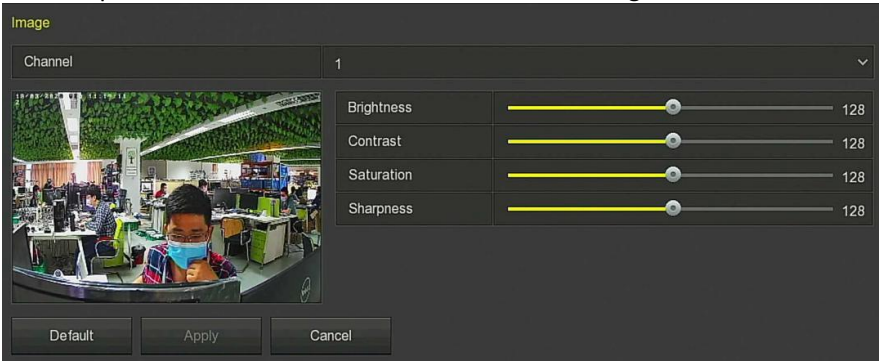 Image
Channel
1
Brightness
128
Contrast
128
Saturation
128
Sharpness
128
Default
Apply
Cancel